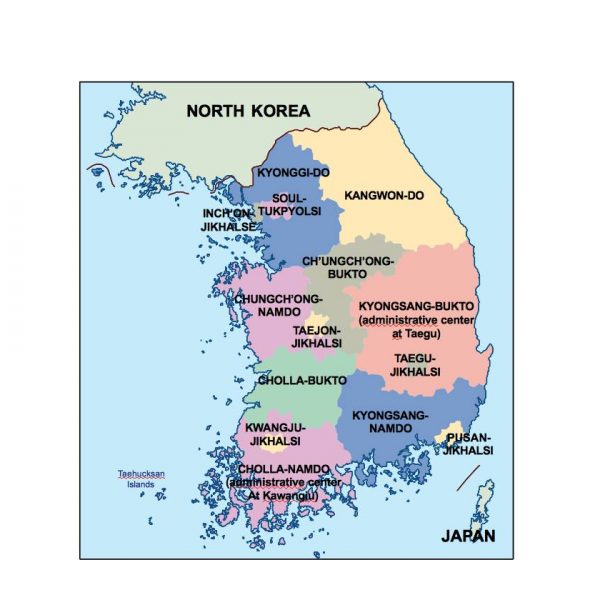 NORTH KOREA
KYONGGI-DO
KANGWON-DO
SOUL-
TUKPYOLSI
INCH'ON-
JIKHALSE
CH'UNGCH'ONG-
BUKTO
CHUNGCH'ONG-
NAMDO
KYONGSANG-BUKTO
(administrative center
at Taegu)
TAEJON-
JIKHALSI
TAEGU-
JIKHALSI
CHOLLA-BUKTO
KYONGSANG-
NAMDO
KWANGJU-
JIKHALSI
PUSAN-
JIKHALSI
CHOLLA-NAMDO
(administrative center
At Kawangju)
Taehucksan
Islands
JAPAN